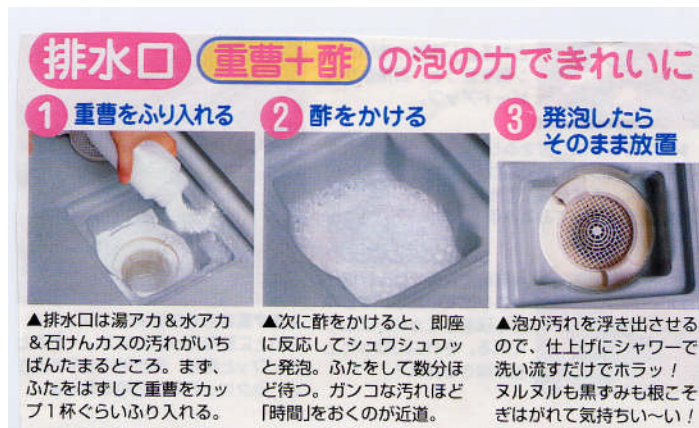 排水口 重曹＋酢 の泡の力できれいに
1 重曹をふり入れる
▲排水口は湯アカ＆水アカ
＆石けんカスの汚れがいち
ばんたまるところ。まず、
ふたをはずして重曹をカッ
プ1杯ぐらいふり入れる。
2 酢をかける
▲次に酢をかけると、即座
に反応してシュワシュワッ
と発泡。ふたをして数分ほ
ど待つ。ガンコな汚れほど
「時間」をおくのが近道。
3 発泡したら
そのまま放置
▲泡が汚れを浮き出させる
ので、仕上げにシャワーで
洗い流すだけでホラッ！
ヌルヌルも黒ずみも根こそ
ぎはがれて気持ちい〜い！